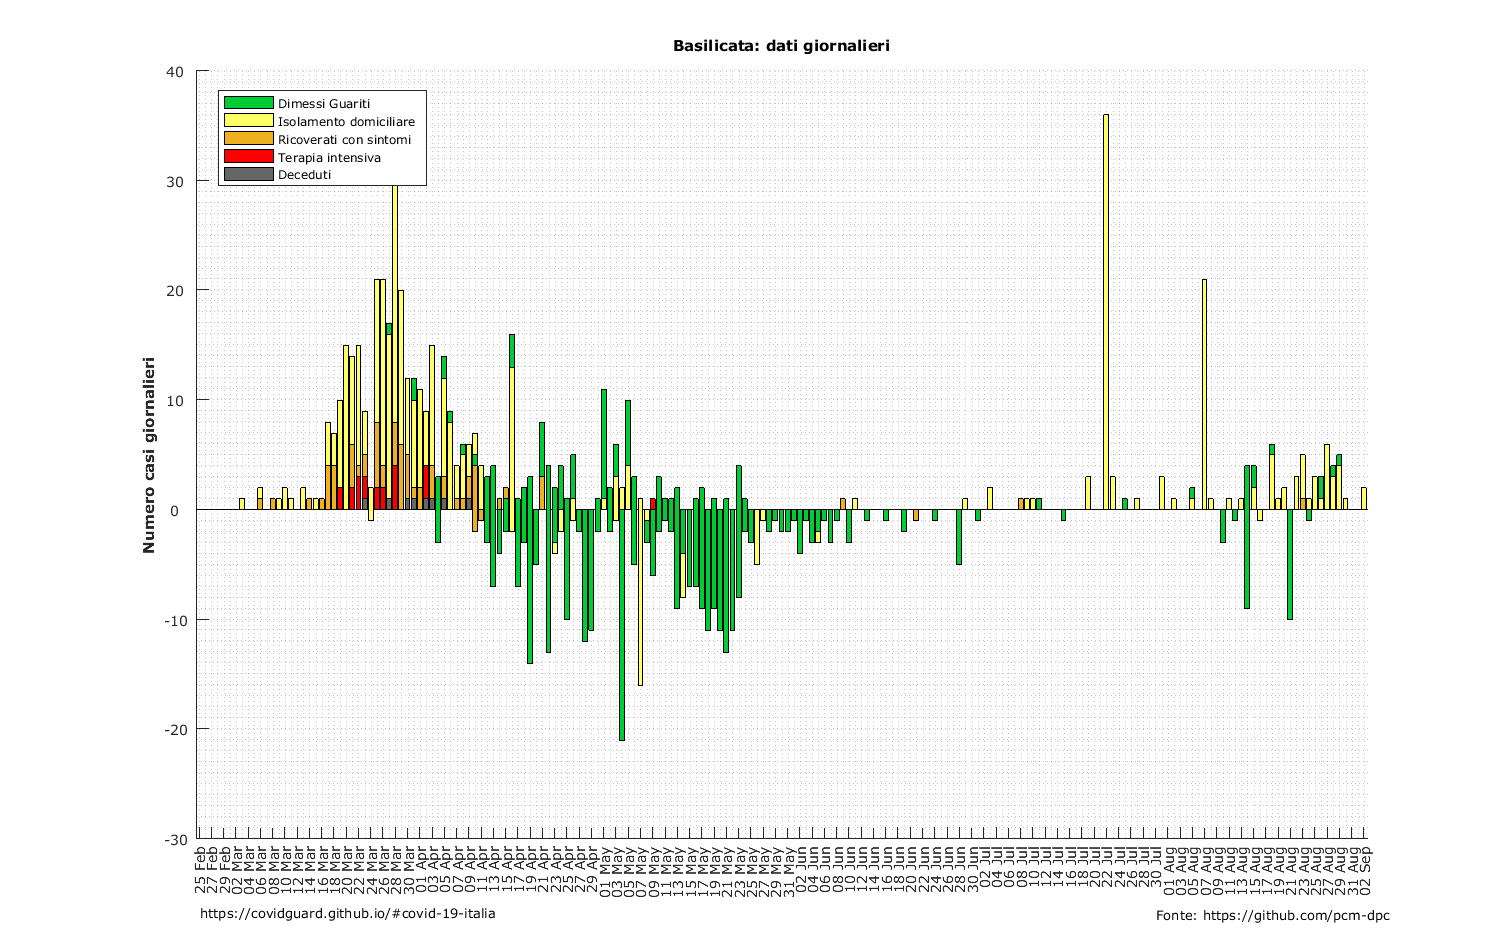 Basilicata: dati giornalieri
40
30
20
10
0
-10
-20
-30
Numero casi giornalieri
Dimessi Guariti
Isolamento domiciliare
Ricoverati con sintomi
Terapia intensiva
Deceduti
25 Feb
27 Feb
29 Feb
02 Mar
04 Mar
06 Mar
08 Mar
10 Mar
12 Mar
14 Mar
16 Mar
18 Mar
20 Mar
22 Mar
24 Mar
26 Mar
28 Mar
30 Mar
01 Apr
03 Apr
05 Apr
07 Apr
09 Apr
11 Apr
13 Apr
15 Apr
17 Apr
19 Apr
21 Apr
23 Apr
25 Apr
27 Apr
29 Apr
01 May
03 May
05 May
07 May
09 May
11 May
13 May
15 May
17 May
19 May
21 May
23 May
25 May
27 May
29 May
31 May
02 Jun
04 Jun
06 Jun
08 Jun
10 Jun
12 Jun
14 Jun
16 Jun
18 Jun
20 Jun
22 Jun
24 Jun
26 Jun
28 Jun
30 Jun
02 Jul
04 Jul
06 Jul
08 Jul
10 Jul
12 Jul
14 Jul
16 Jul
18 Jul
20 Jul
22 Jul
24 Jul
26 Jul
28 Jul
30 Jul
01 Aug
03 Aug
05 Aug
07 Aug
09 Aug
11 Aug
13 Aug
15 Aug
17 Aug
19 Aug
21 Aug
23 Aug
25 Aug
27 Aug
29 Aug
31 Aug
02 Sep
https://covidguard.github.io/#covid-19-italia
Fonte: https://github.com/pcm-dpc